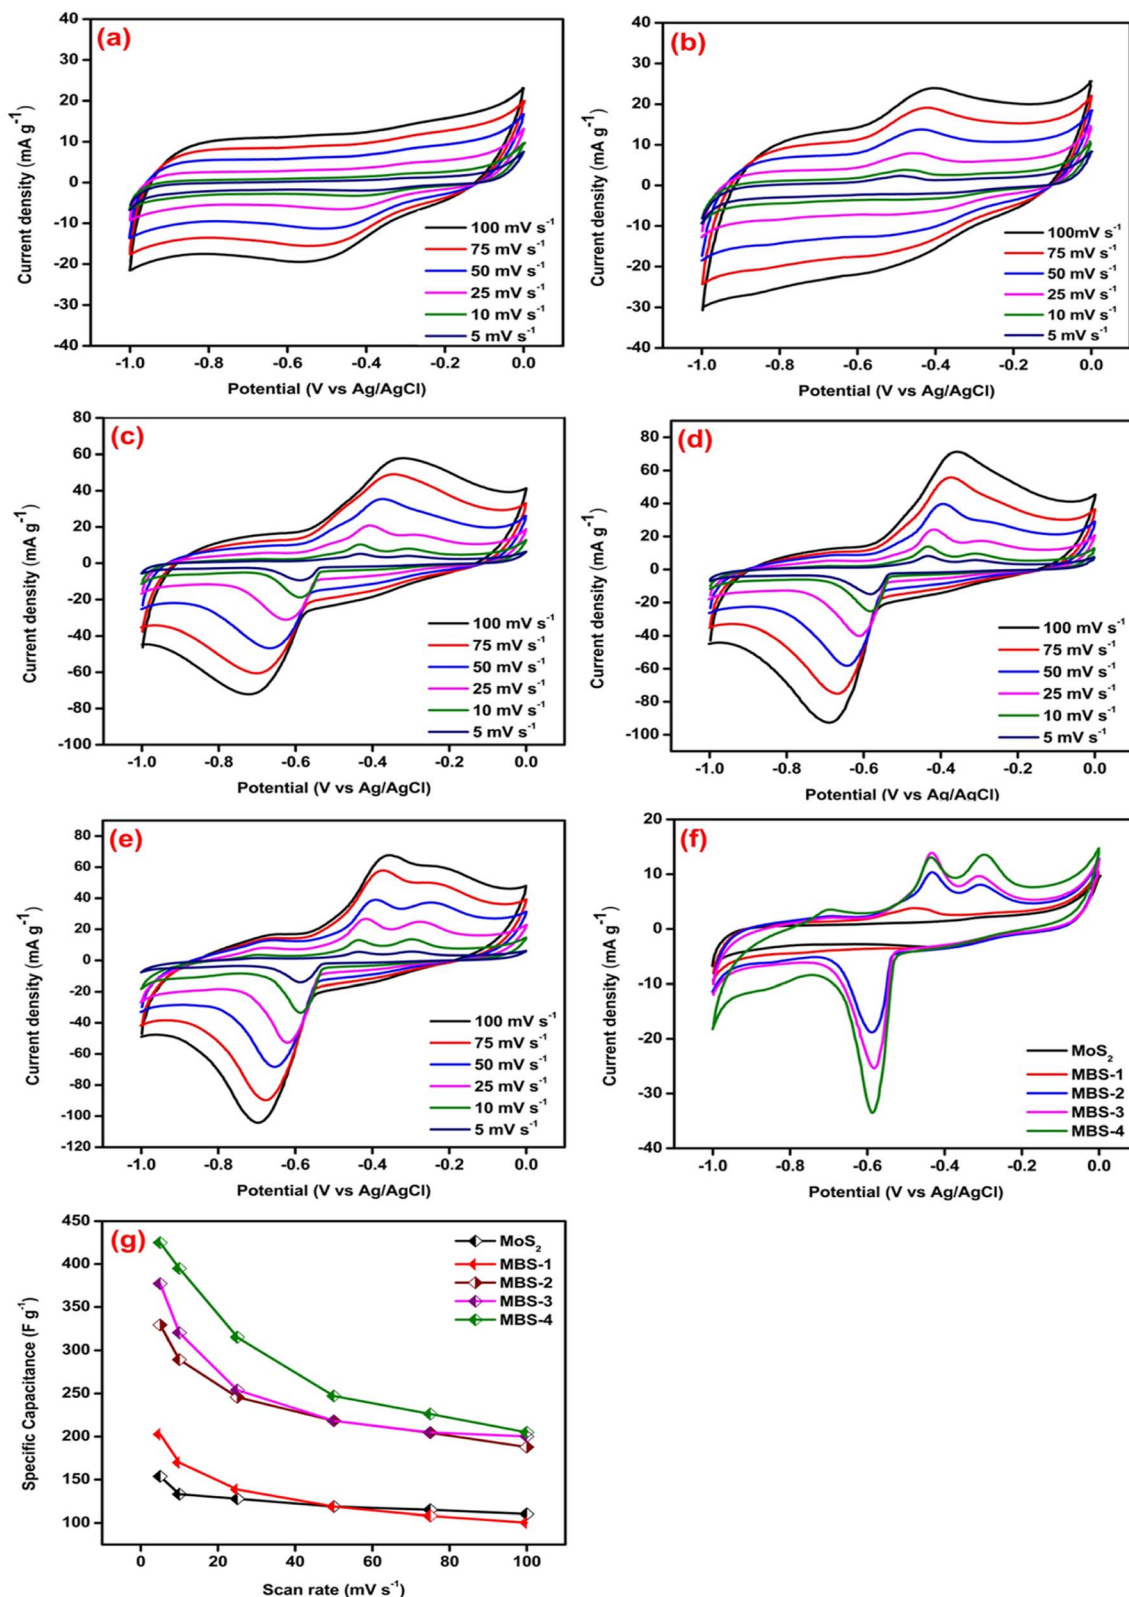 (a)
40
30
20
10
0
-10
-20
-30
-40
Current density (mA g⁻¹)
100 mV s⁻¹
75 mV s⁻¹
50 mV s⁻¹
25 mV s⁻¹
10 mV s⁻¹
5 mV s⁻¹
-1.0 -0.8 -0.6 -0.4 -0.2 0.0
Potential (V vs Ag/AgCl)
(b)
40
30
20
10
0
-10
-20
-30
-40
Current density (mA g⁻¹)
100mV s⁻¹
75 mV s⁻¹
50 mV s⁻¹
25 mV s⁻¹
10 mV s⁻¹
5 mV s⁻¹
-1.0 -0.8 -0.6 -0.4 -0.2 0.0
Potential (V vs Ag/AgCl)
(c)
80
60
40
20
0
-20
-40
-60
-80
-100
Current density (mA g⁻¹)
100 mV s⁻¹
75 mV s⁻¹
50 mV s⁻¹
25 mV s⁻¹
10 mV s⁻¹
5 mV s⁻¹
-1.0 -0.8 -0.6 -0.4 -0.2 0.0
Potential (V vs Ag/AgCl)
(d)
80
60
40
20
0
-20
-40
-60
-80
-100
Current density (mA g⁻¹)
100 mV s⁻¹
75 mV s⁻¹
50 mV s⁻¹
25 mV s⁻¹
10 mV s⁻¹
5 mV s⁻¹
-1.0 -0.8 -0.6 -0.4 -0.2 0.0
Potential (V vs Ag/AgCl)
(e)
80
60
40
20
0
-20
-40
-60
-80
-100
-120
Current density (mA g⁻¹)
100 mV s⁻¹
75 mV s⁻¹
50 mV s⁻¹
25 mV s⁻¹
10 mV s⁻¹
5 mV s⁻¹
-1.0 -0.8 -0.6 -0.4 -0.2 0.0
Potential (V vs Ag/AgCl)
(f)
20
10
0
-10
-20
-30
-40
Current density (mA g⁻¹)
MoS₂
MBS-1
MBS-2
MBS-3
MBS-4
-1.0 -0.8 -0.6 -0.4 -0.2 0.0
Potential (V vs Ag/AgCl)
(g)
450
400
350
300
250
200
150
100
Specific Capacitance (F g⁻¹)
MoS₂
MBS-1
MBS-2
MBS-3
MBS-4
0 20 40 60 80 100
Scan rate (mV s⁻¹)